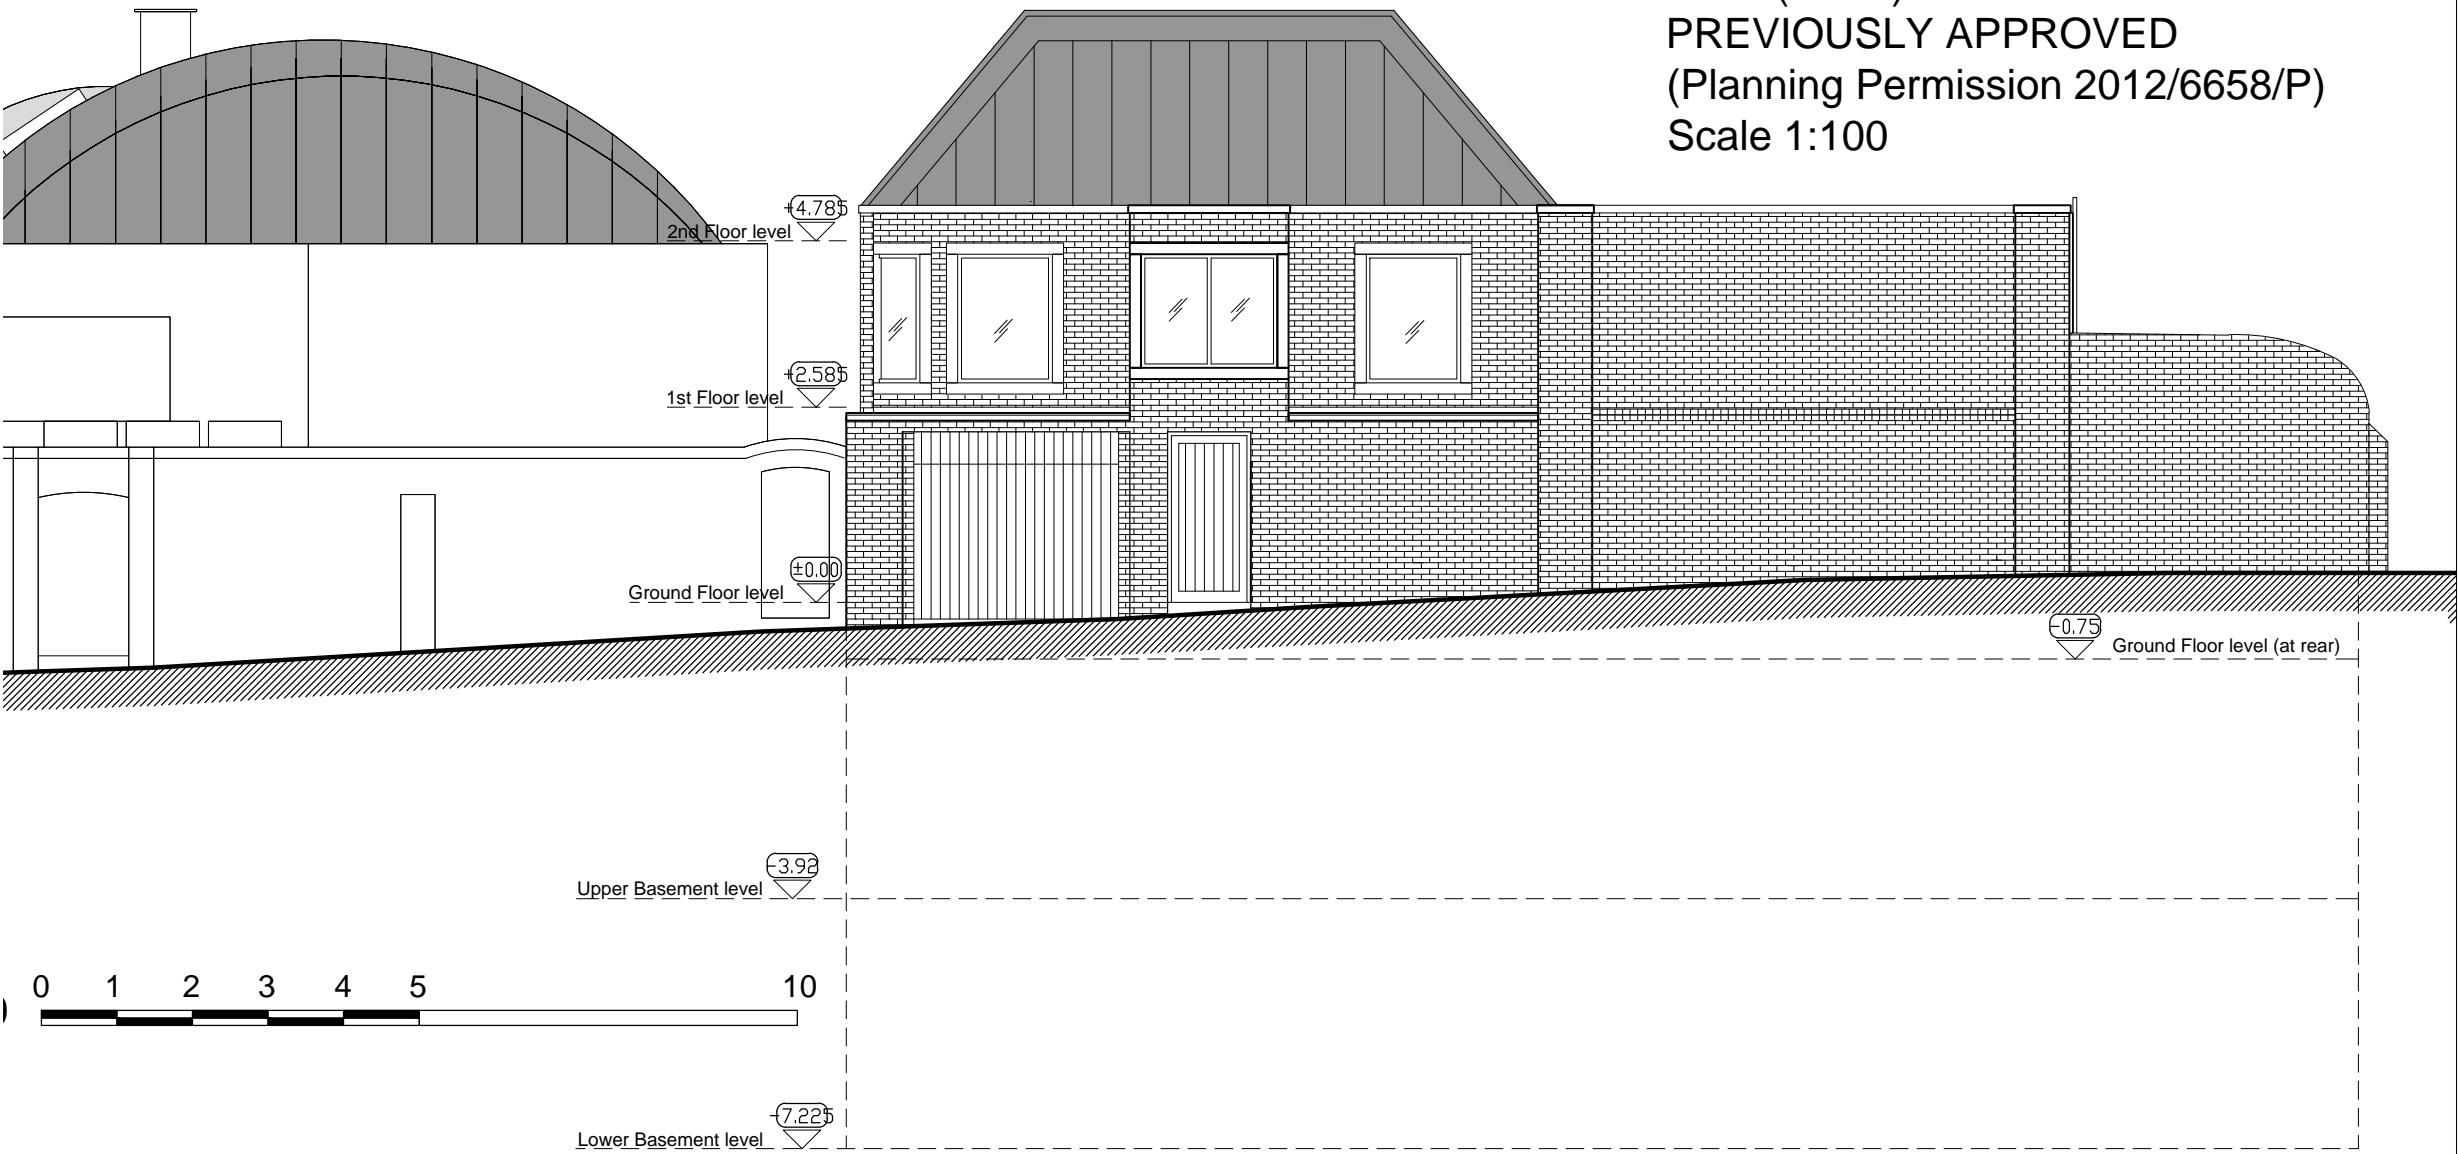 PREVIOUSLY APPROVED
(Planning Permission 2012/6658/P)
Scale 1:100
+4.785
2nd Floor level
+2.585
1st Floor level
±0.00
Ground Floor level
-0.75
Ground Floor level (at rear)
-3.92
Upper Basement level
0 1 2 3 4 5 10
-7.225
Lower Basement level